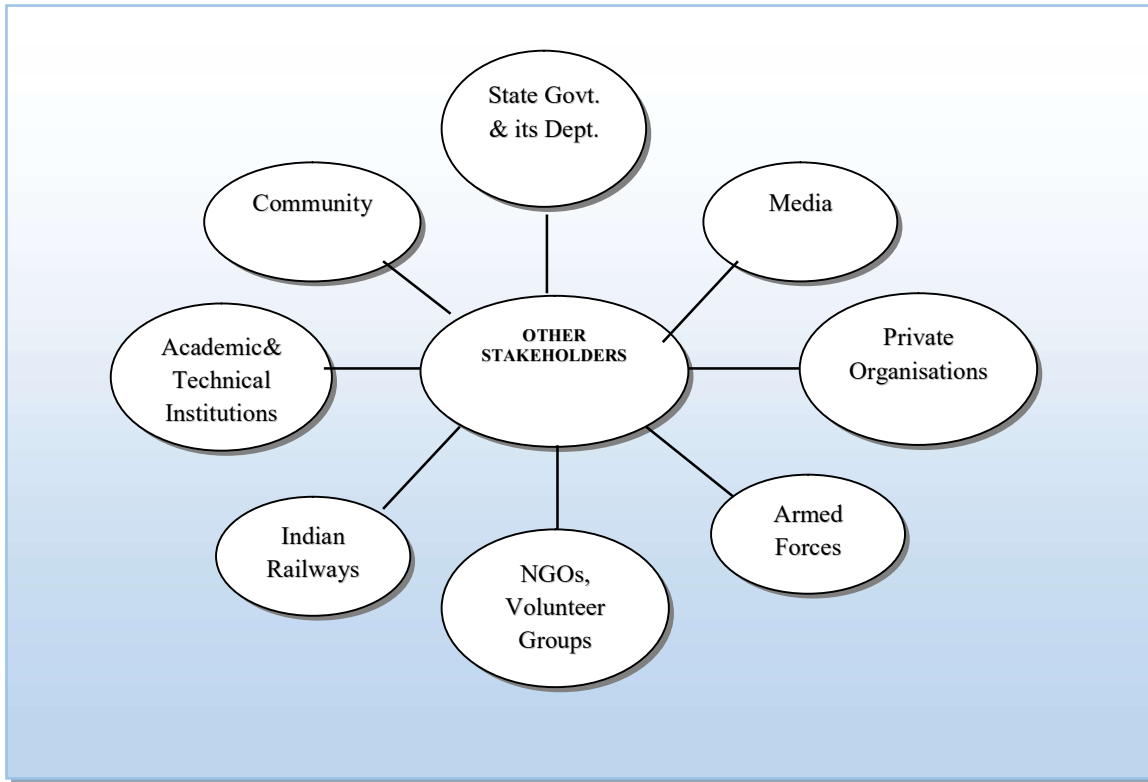 State Govt.
& its Dept.
Community
Media
OTHER
STAKEHOLDERS
Academic&
Technical
Institutions
Private
Organisations
Indian
Railways
Armed
Forces
NGOs,
Volunteer
Groups